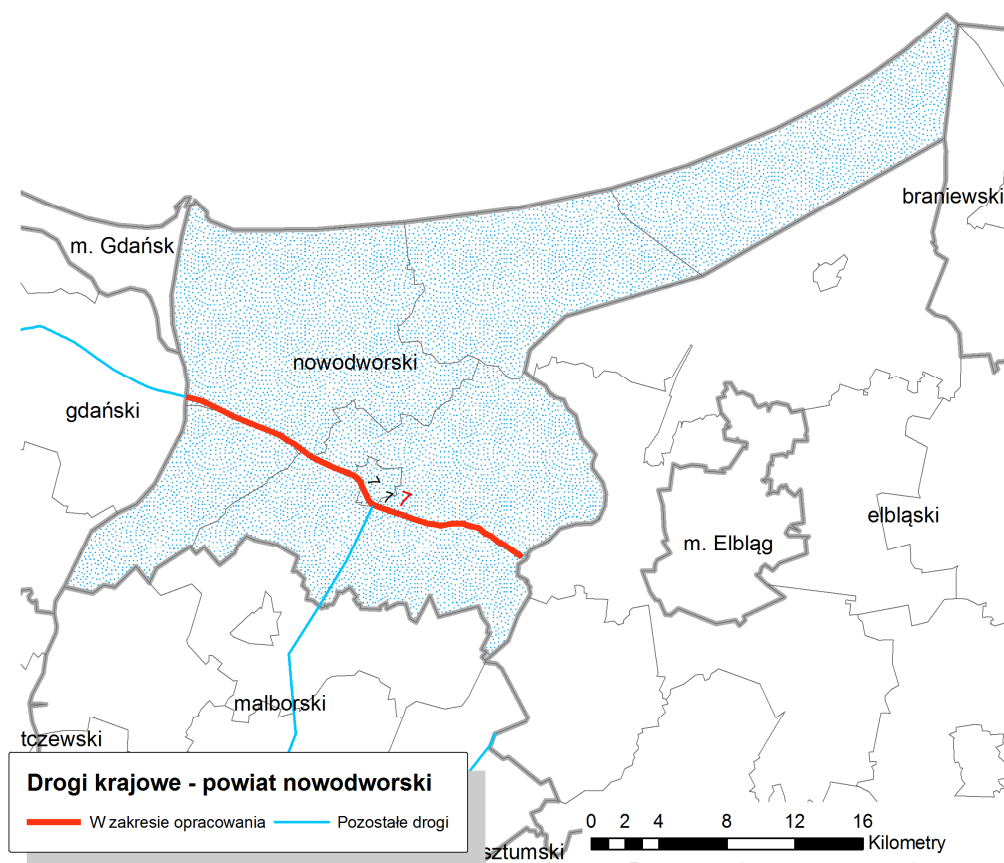 braniewski
m. Gdańsk
nowodworski
gdański
7 7 7
elbląski
m. Elbląg
malborski
tczewski
Drogi krajowe - powiat nowodworski
W zakresie opracowania
Pozostałe drogi
0 2 4 8 12 16
Kilometry
sztumski